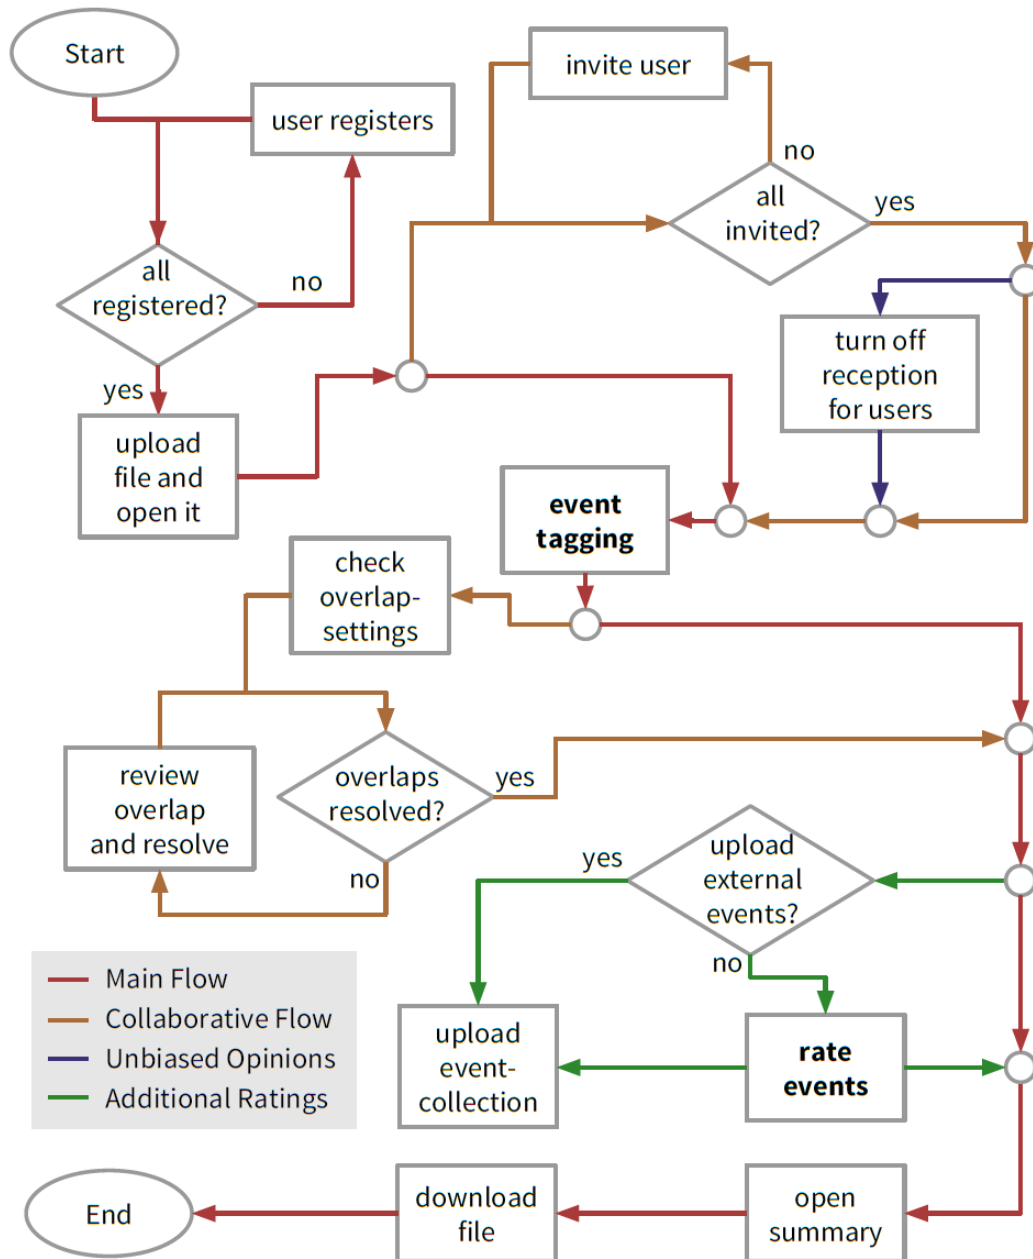 Start
user registers
all
registered?
no
yes
upload
file and
open it
invite user
no
all
invited?
yes
turn off
reception
for users
event
tagging
check
overlap-
settings
review
overlap
and resolve
overlaps
resolved?
yes
no
upload
external
events?
yes
no
upload
event-
collection
rate
events
Main Flow
Collaborative Flow
Unbiased Opinions
Additional Ratings
open
summary
download
file
End